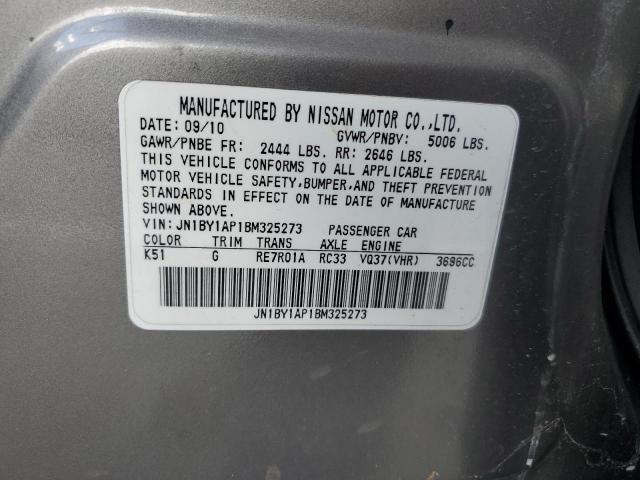 MANUFACTURED BY NISSAN MOTOR CO.,LTD.
DATE: 09/10 GVWR/PNBV: 5006 LBS.
GAWR/PNBE FR: 2444 LBS. RR: 2646 LBS.
THIS VEHICLE CONFORMS TO ALL APPLICABLE FEDERAL
MOTOR VEHICLE SAFETY,BUMPER,AND THEFT PREVENTION
STANDARDS IN EFFECT ON THE DATE OF MANUFACTURE
SHOWN ABOVE.
VIN: JN1BY1AP1BM325273 PASSENGER CAR
COLOR TRIM TRANS AXLE ENGINE
K51 G RE7R01A RC33 VQ37(VHR) 3696CC
JN1BY1AP1BM325273